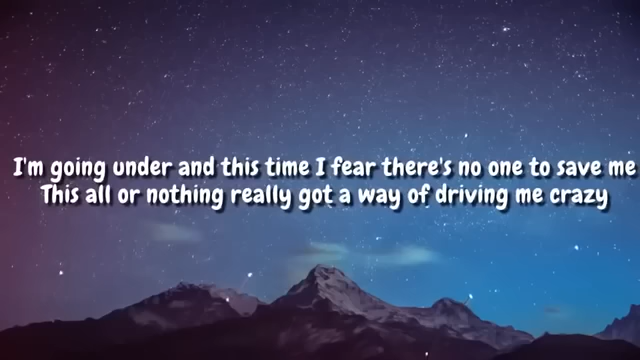 I'm going under and this time I fear there's no one to save me
This all or nothing really got a way of driving me crazy